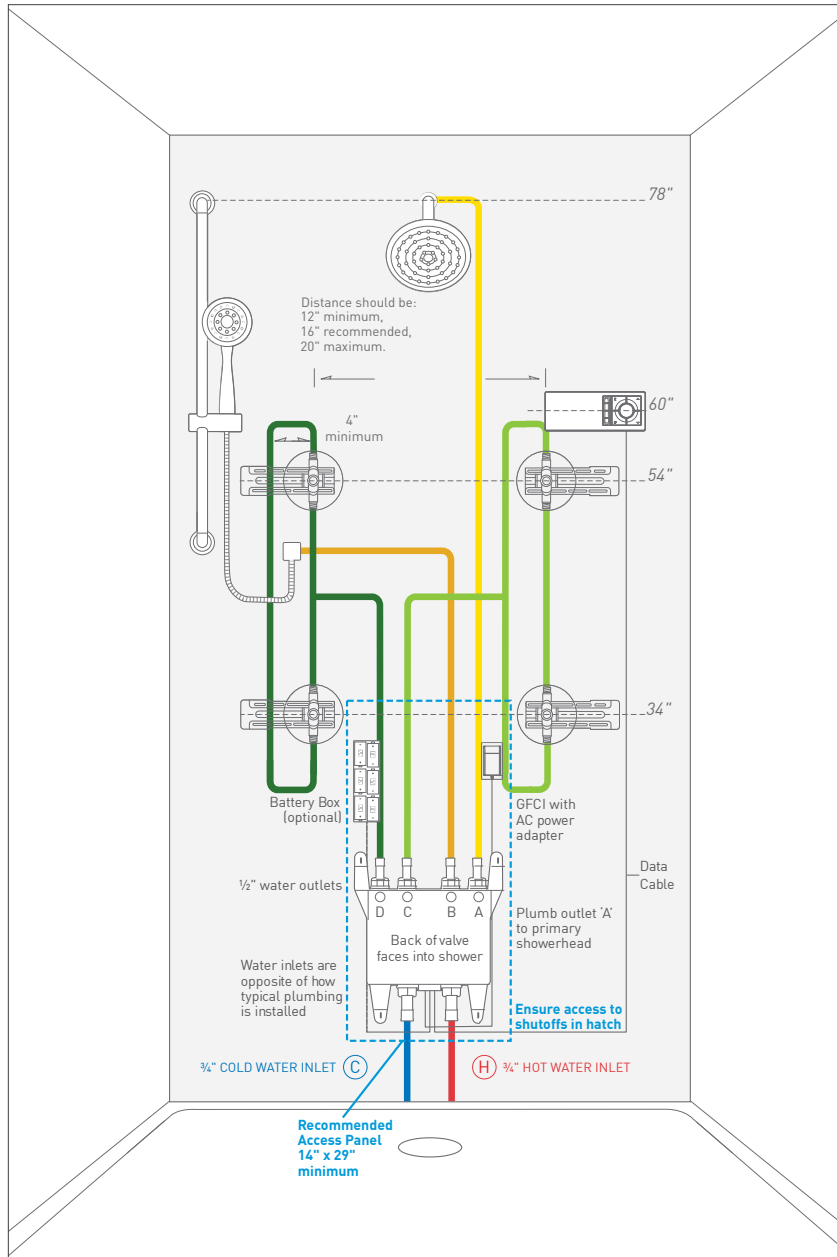 78"
Distance should be:
12" minimum,
16" recommended,
20" maximum.
60"
4"
minimum
54"
34"
Battery Box
(optional)
GFCI with
AC power
adapter
½" water outlets
D C B A
Data
Cable
Back of valve
faces into shower
Plumb outlet 'A'
to primary
showerhead
Water inlets are
opposite of how
typical plumbing
is installed
Ensure access to
shutoffs in hatch
¾" COLD WATER INLET C
H ¾" HOT WATER INLET
Recommended
Access Panel
14" x 29"
minimum